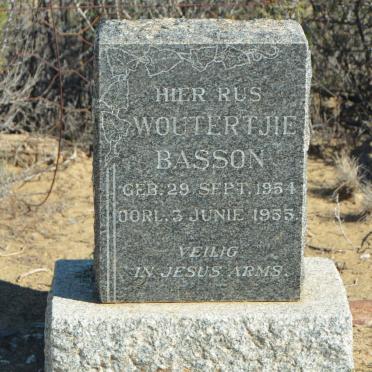 HIER RUS
WOUTERTJIE
BASSON
GEB. 29 SEPT. 1954
OORL. 3 JUNIE 1955.
VEILIG
IN JESUS ARMS.